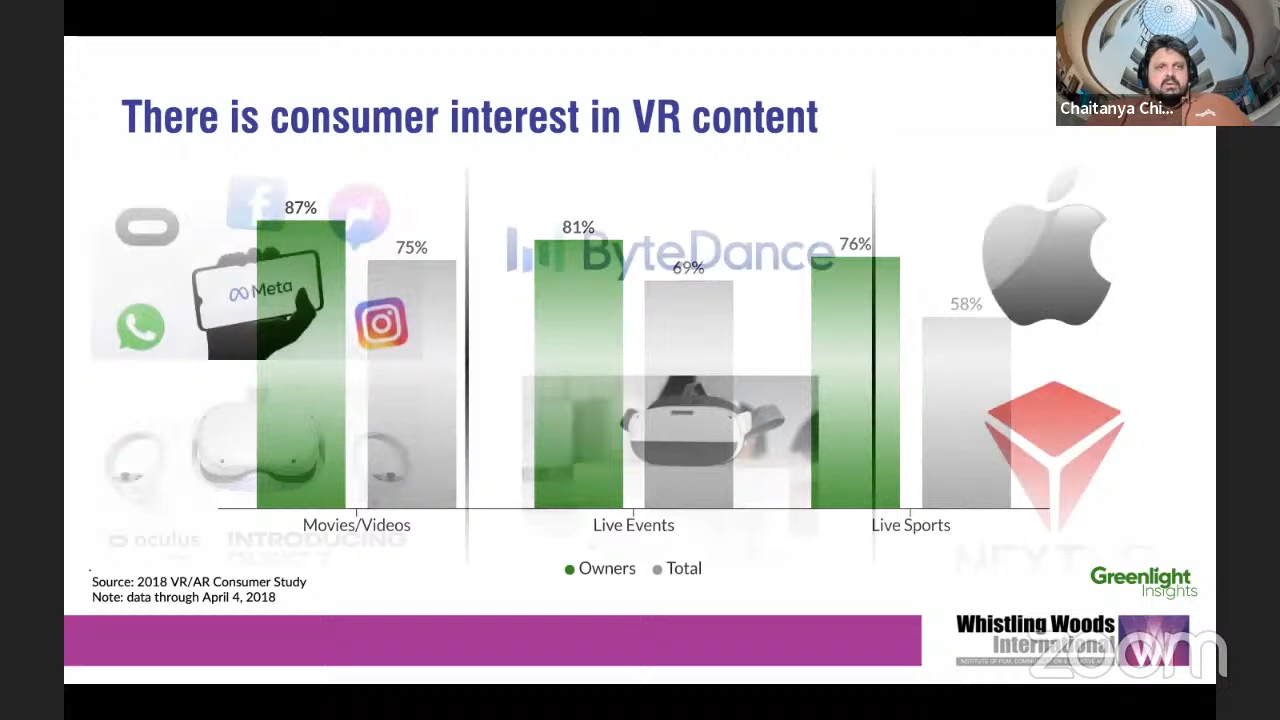 There is consumer interest in VR content
Chaitanya Chi...
87%
75%
81%
69%
76%
58%
f
Meta
ByteDance
Movies/Videos
Live Events
Live Sports
oculus
INTRODUCING
Owners
Total
Source: 2018 VR/AR Consumer Study
Note: data through April 4, 2018
Greenlight
Insights
Whistling Woods
International
zoom